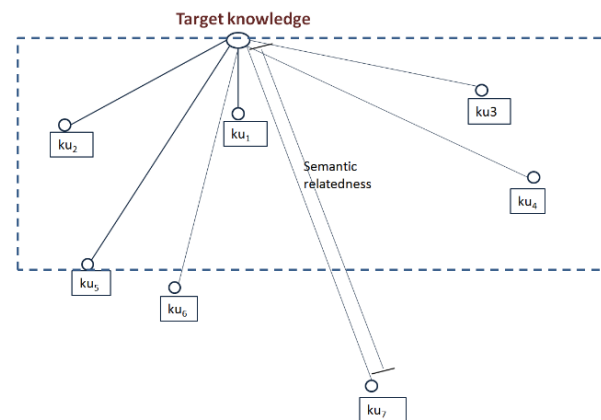 Target knowledge
ku3
ku₁
ku₂
Semantic
relatedness
ku₄
ku₅
ku₆
ku₇